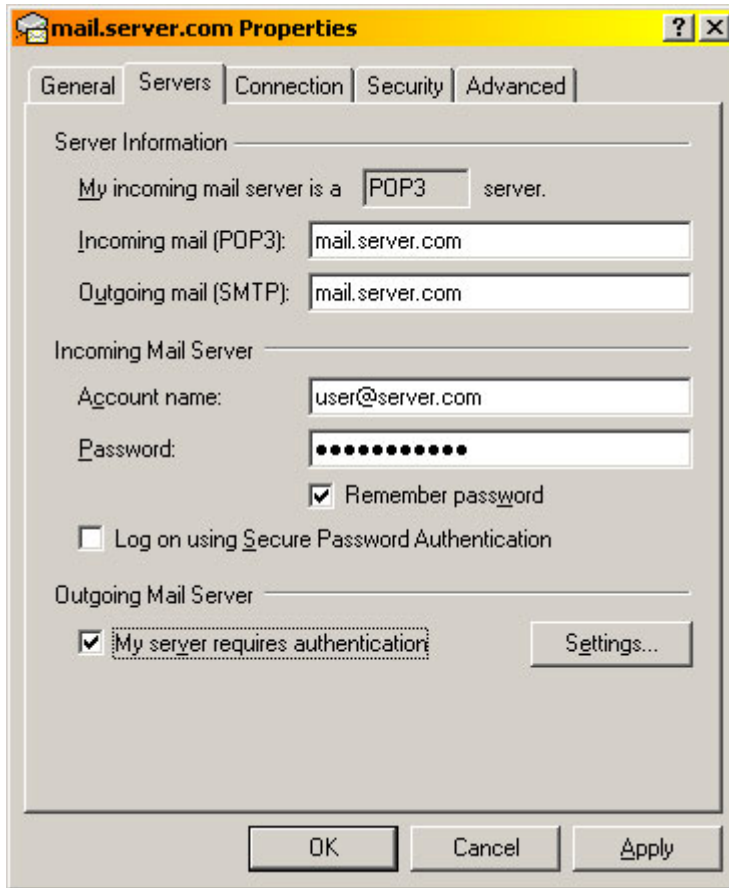 mail.server.com Properties
General Servers Connection Security Advanced
Server Information
My incoming mail server is a POP3 server.
Incoming mail (POP3): mail.server.com
Outgoing mail (SMTP): mail.server.com
Incoming Mail Server
Account name: user@server.com
Password: •••••••••••
Remember password
Log on using Secure Password Authentication
Outgoing Mail Server
My server requires authentication Settings...
OK Cancel Apply